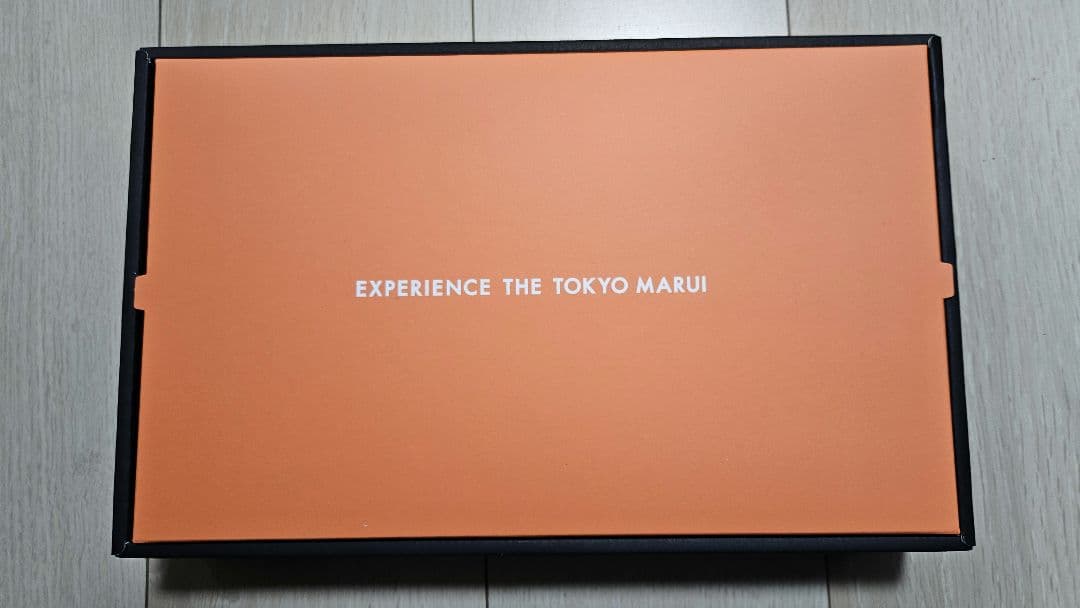 EXPERIENCE THE TOKYO MARUI